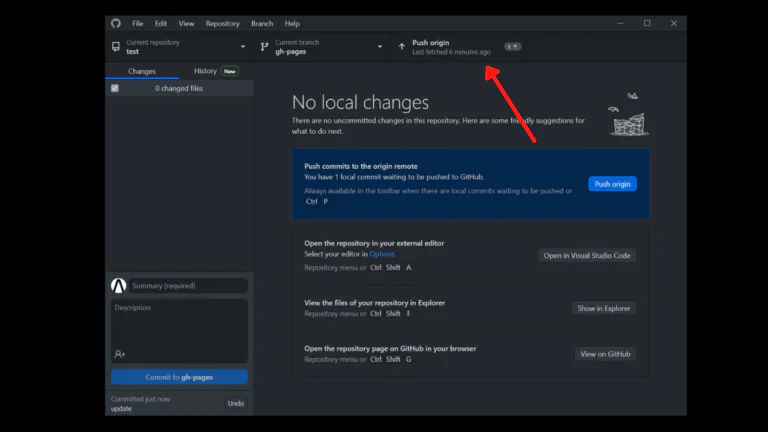 File Edit View Repository Branch Help
Current repository
test
Current branch
gh-pages
Push origin
Last fetched 6 minutes ago
1
Changes
History New
0 changed files
No local changes
There are no uncommitted changes in this repository. Here are some friendly suggestions for
what to do next.
Push commits to the origin remote
You have 1 local commit waiting to be pushed to GitHub.
Always available in the toolbar when there are local commits waiting to be pushed or
Ctrl P
Push origin
Open the repository in your external editor
Select your editor in Options
Repository menu or Ctrl Shift A
Open in Visual Studio Code
View the files of your repository in Explorer
Repository menu or Ctrl Shift F
Show in Explorer
Open the repository page on GitHub in your browser
Repository menu or Ctrl Shift G
View on GitHub
Summary (required)
Description
Commit to gh-pages
Committed just now
update
Undo